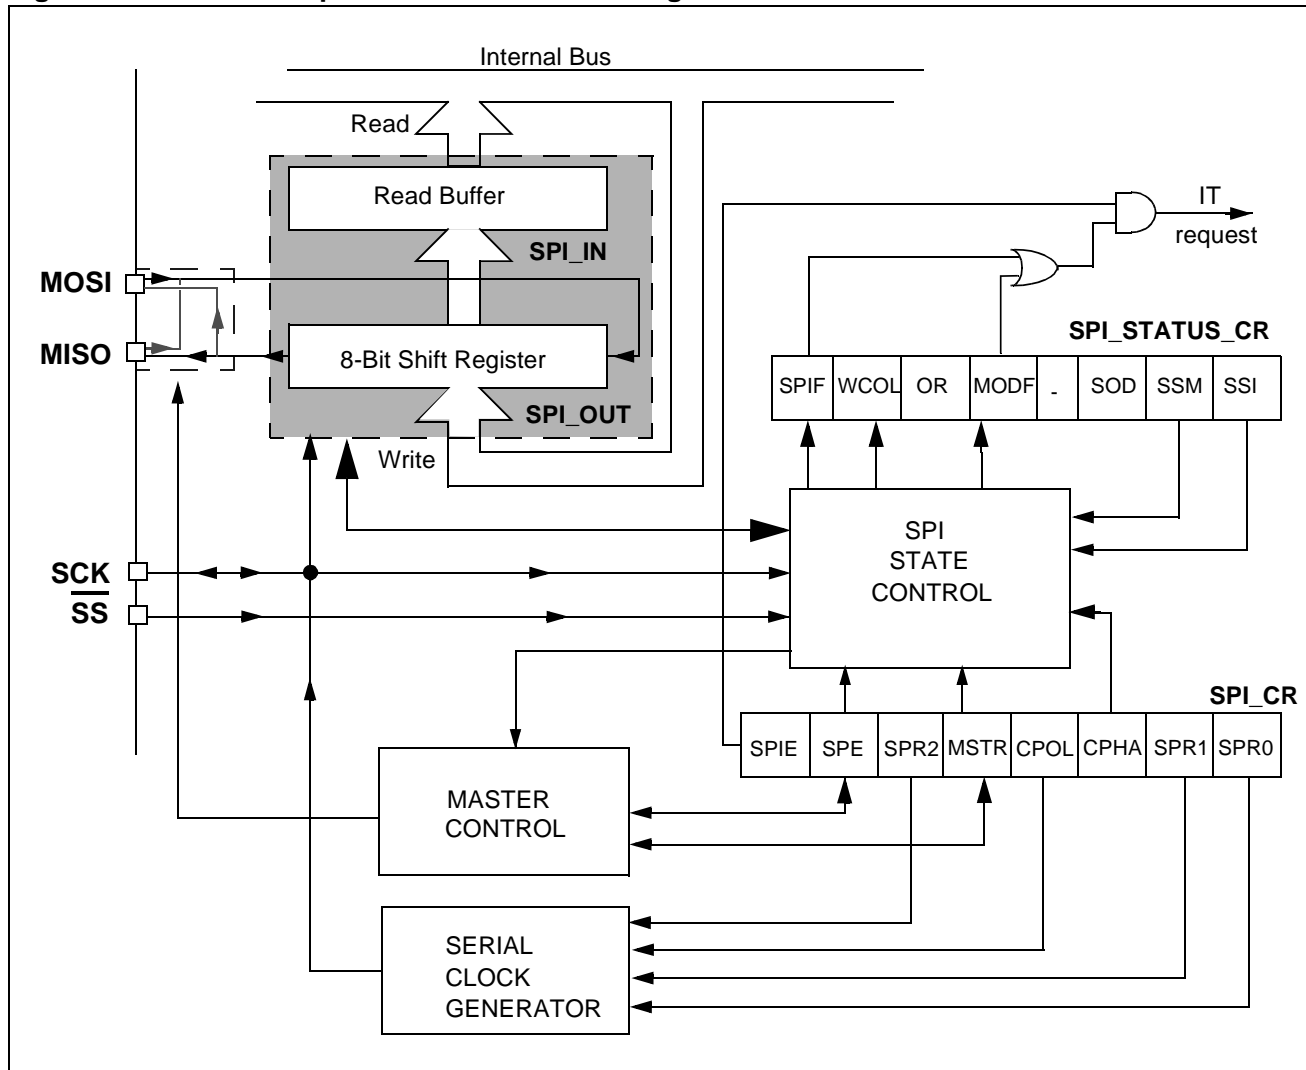 Internal Bus
Read
Read Buffer
IT
request
SPI_IN
MOSI
MISO
8-Bit Shift Register
SPI_STATUS_CR
SPIF WCOL OR MODF - SOD SSM SSI
SPI_OUT
Write
SPI
STATE
CONTROL
SCK
SS
SPI_CR
SPIE SPE SPR2 MSTR CPOL CPHA SPR1 SPR0
MASTER
CONTROL
SERIAL
CLOCK
GENERATOR